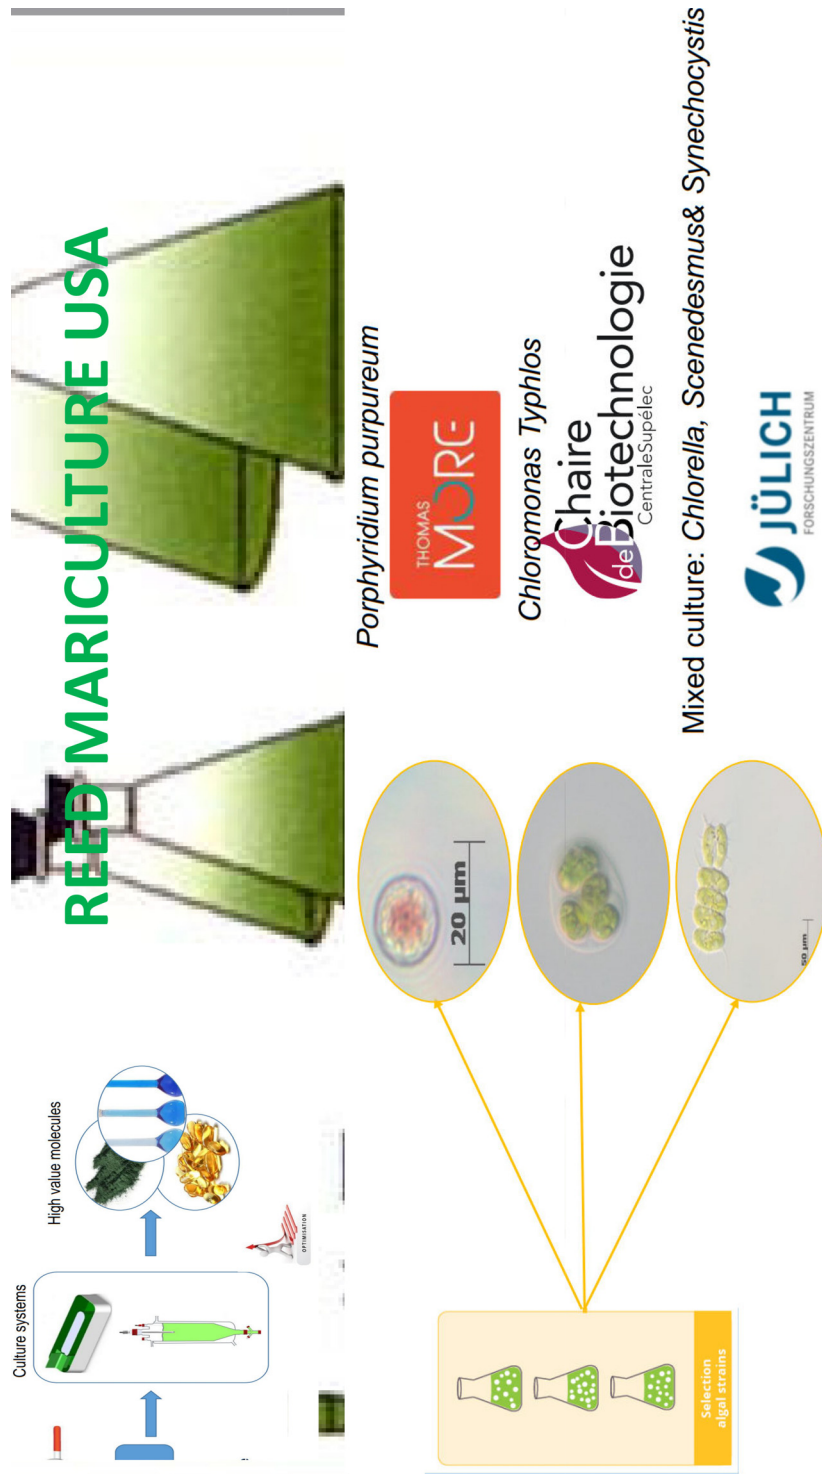 REED MARICULTURE USA
Culture systems
High value molecules
OPTIMISATION
Selection
algal strains
20 µm
50 µm
Porphyridium purpureum
THOMAS
MORE
Chloromonas Typhlos
Chaire
de Biotechnologie
CentraleSupélec
Mixed culture: Chlorella, Scenedesmus& Synechocystis
JÜLICH
FORSCHUNGSZENTRUM